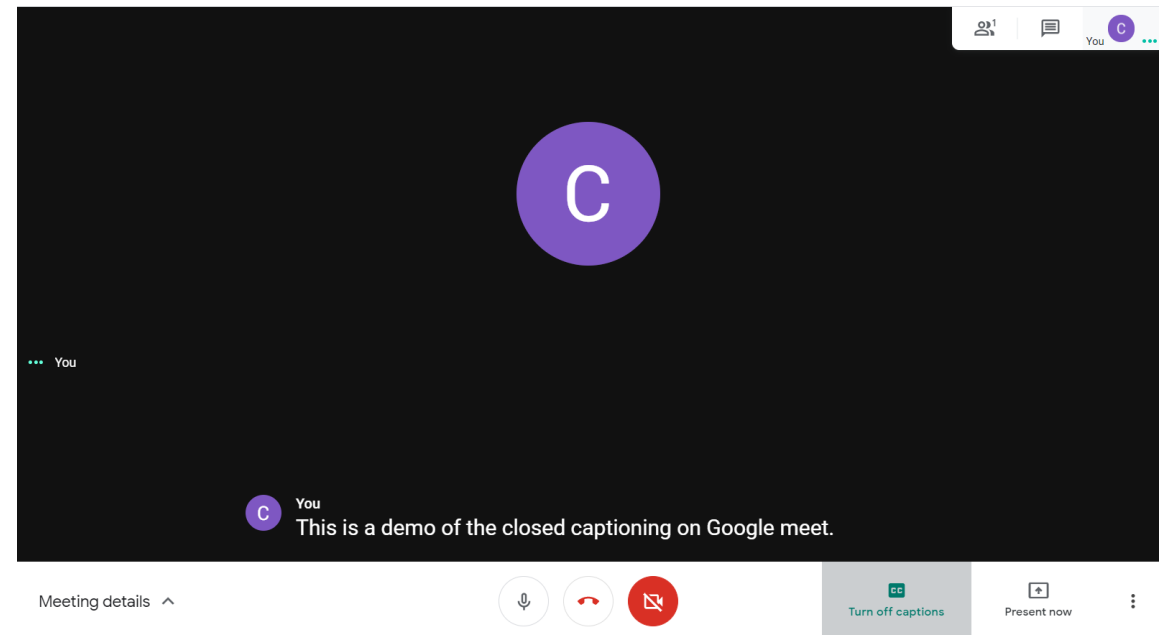 1
You
C
C
You
C
You
This is a demo of the closed captioning on Google meet.
Meeting details
CC
Turn off captions
Present now